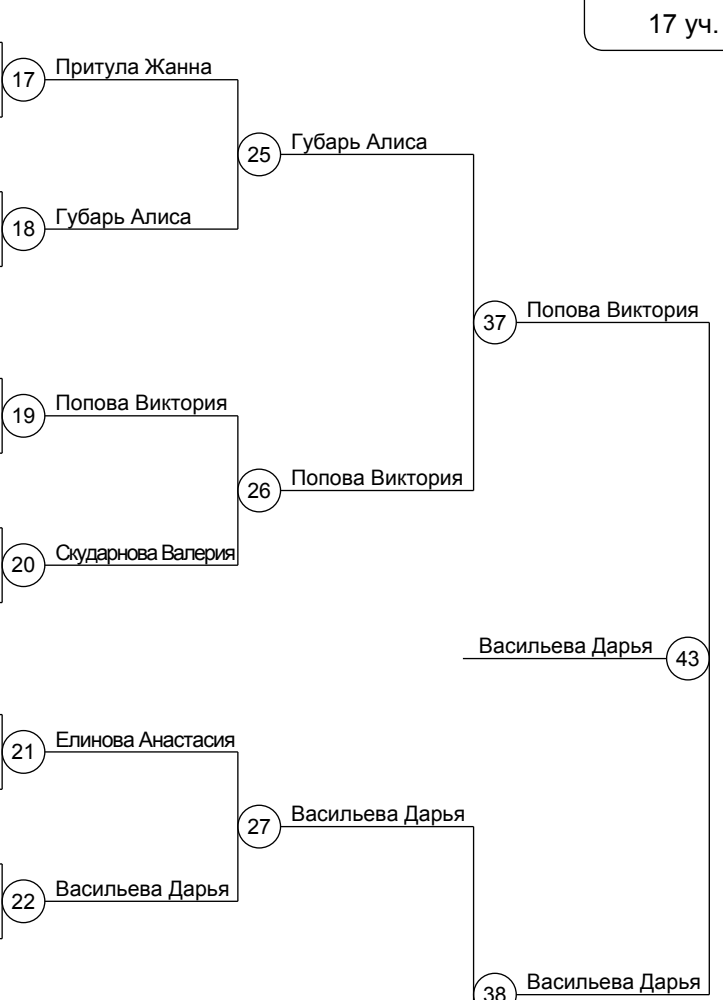 17 уч.
17 Притула Жанна
25 Губарь Алиса
18 Губарь Алиса
37 Попова Виктория
19 Попова Виктория
26 Попова Виктория
20 Скударнова Валерия
Васильева Дарья 43
21 Елинова Анастасия
27 Васильева Дарья
22 Васильева Дарья
38 Васильева Дарья